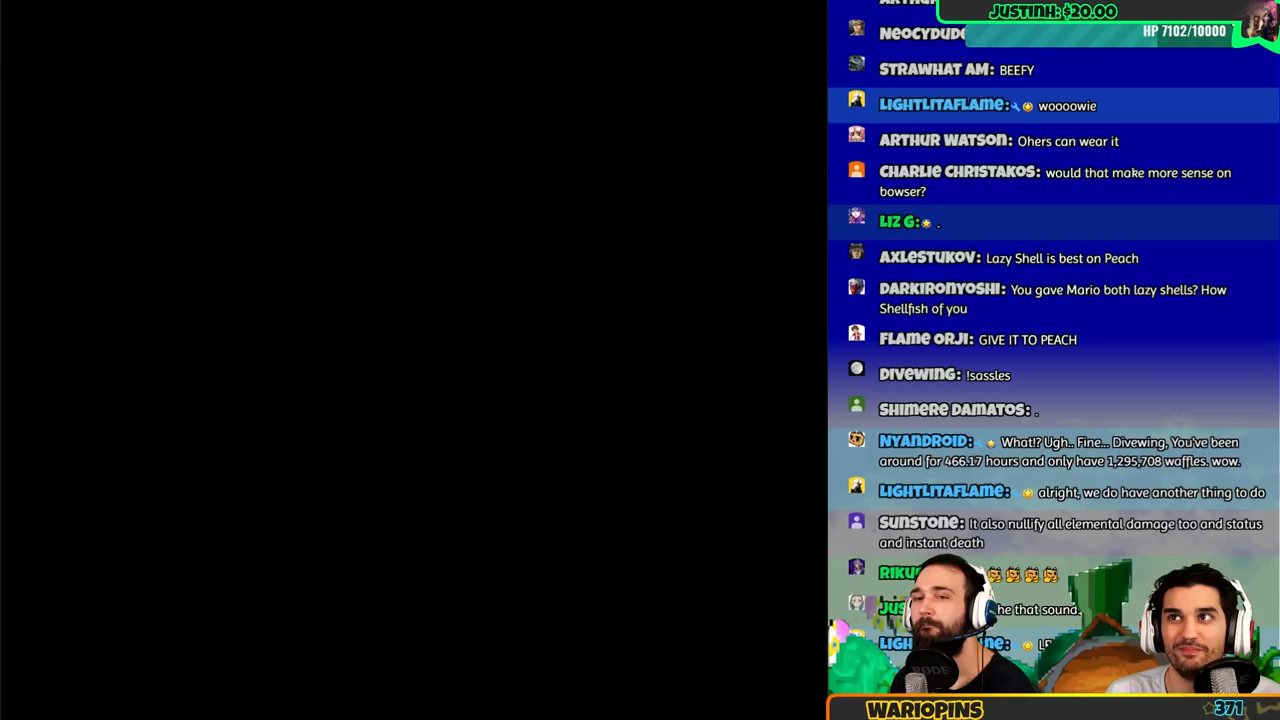 JUSTINH: $20.00
HP 7102/10000
NEOCYDUDE
STRAWHAT AM: BEEFY
LIGHTLITAFLAME: woooowie
ARTHUR WATSON: Ohers can wear it
CHARLIE CHRISTAKOS: would that make more sense on
bowser?
LIZ G: .
AXLESTUKOV: Lazy Shell is best on Peach
DARKIRONYOSHI: You gave Mario both lazy shells? How
Shellfish of you
FLAME ORJI: GIVE IT TO PEACH
DIVEWING: !sassles
SHIMERE DAMATOS: .
NYANDROID: What!? Ugh.. Fine... Divewing, You've been
around for 466.17 hours and only have 1,295,708 waffles. wow.
LIGHTLITAFLAME: alright, we do have another thing to do
SUNSTONE: It also nullify all elemental damage too and status
and instant death
he that sound.
RODE
WARIOPINS
371